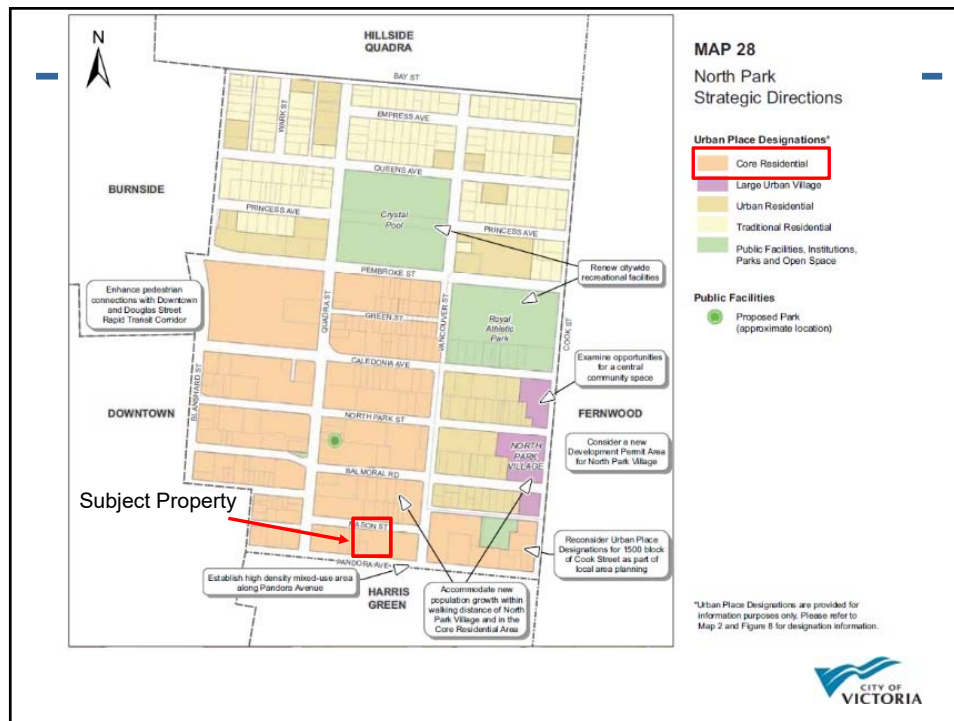 N
HILLSIDE
QUADRA
BAY ST
WARK ST
EMPRESS AVE
QUEENS AVE
BURNSIDE
PRINCESS AVE
Crystal
Pool
PRINCESS AVE
PEMBROKE ST
Renew citywide
recreational facilities
Enhance pedestrian
connections with Downtown
and Douglas Street
Rapid Transit Corridor
QUADRA ST
GREEN ST
VANCOUVER ST
Royal
Athletic
Park
COOK ST
CALEDONIA AVE
Examine opportunities
for a central
community space
BLANSHARD ST
DOWNTOWN
NORTH PARK ST
FERNWOOD
NORTH
PARK
VILLAGE
Consider a new
Development Permit Area
for North Park Village
BALMORAL RD
Subject Property
MASON ST
PANDORA AVE
Reconsider Urban Place
Designations for 1500 block
of Cook Street as part of
local area planning
Establish high density mixed-use area
along Pandora Avenue
HARRIS
GREEN
Accommodate new
population growth within
walking distance of North
Park Village and in the
Core Residential Area
MAP 28
North Park
Strategic Directions
Urban Place Designations*
Core Residential
Large Urban Village
Urban Residential
Traditional Residential
Public Facilities, Institutions,
Parks and Open Space
Public Facilities
Proposed Park
(approximate location)
*Urban Place Designations are provided for
information purposes only. Please refer to
Map 2 and Figure 8 for designation information.
CITY OF
VICTORIA